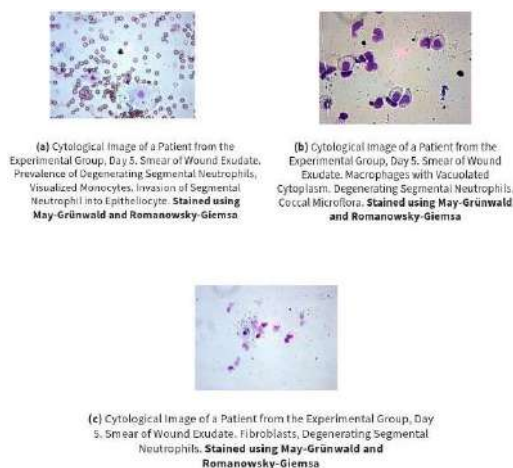 (a) Cytological Image of a Patient from the
Experimental Group, Day 5. Smear of Wound Exudate.
Prevalence of Degenerating Segmental Neutrophils,
Visualized Monocytes. Invasion of Segmental
Neutrophil into Epitheliocyte. Stained using
May-Grünwald and Romanowsky-Giemsa
(b) Cytological Image of a Patient from the
Experimental Group, Day 5. Smear of Wound
Exudate. Macrophages with Vacuolated
Cytoplasm. Degenerating Segmental Neutrophils.
Coccal Microflora. Stained using May-Grünwald
and Romanowsky-Giemsa
(c) Cytological Image of a Patient from the Experimental Group, Day
5. Smear of Wound Exudate. Fibroblasts, Degenerating Segmental
Neutrophils. Stained using May-Grünwald and
Romanowsky-Giemsa